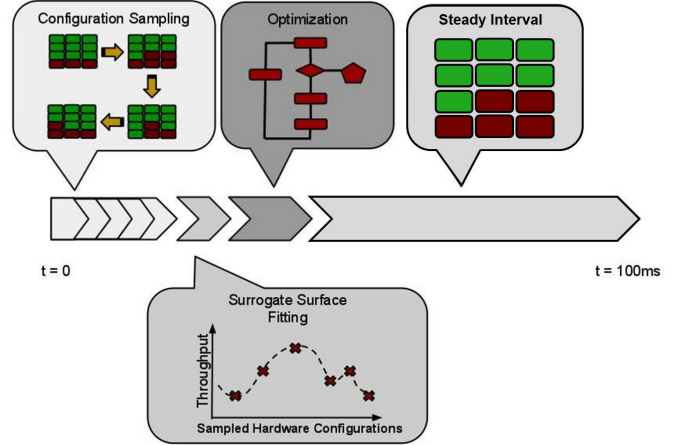 Configuration Sampling
Optimization
Steady Interval
t = 0
t = 100ms
Surrogate Surface
Fitting
Throughput
Sampled Hardware Configurations